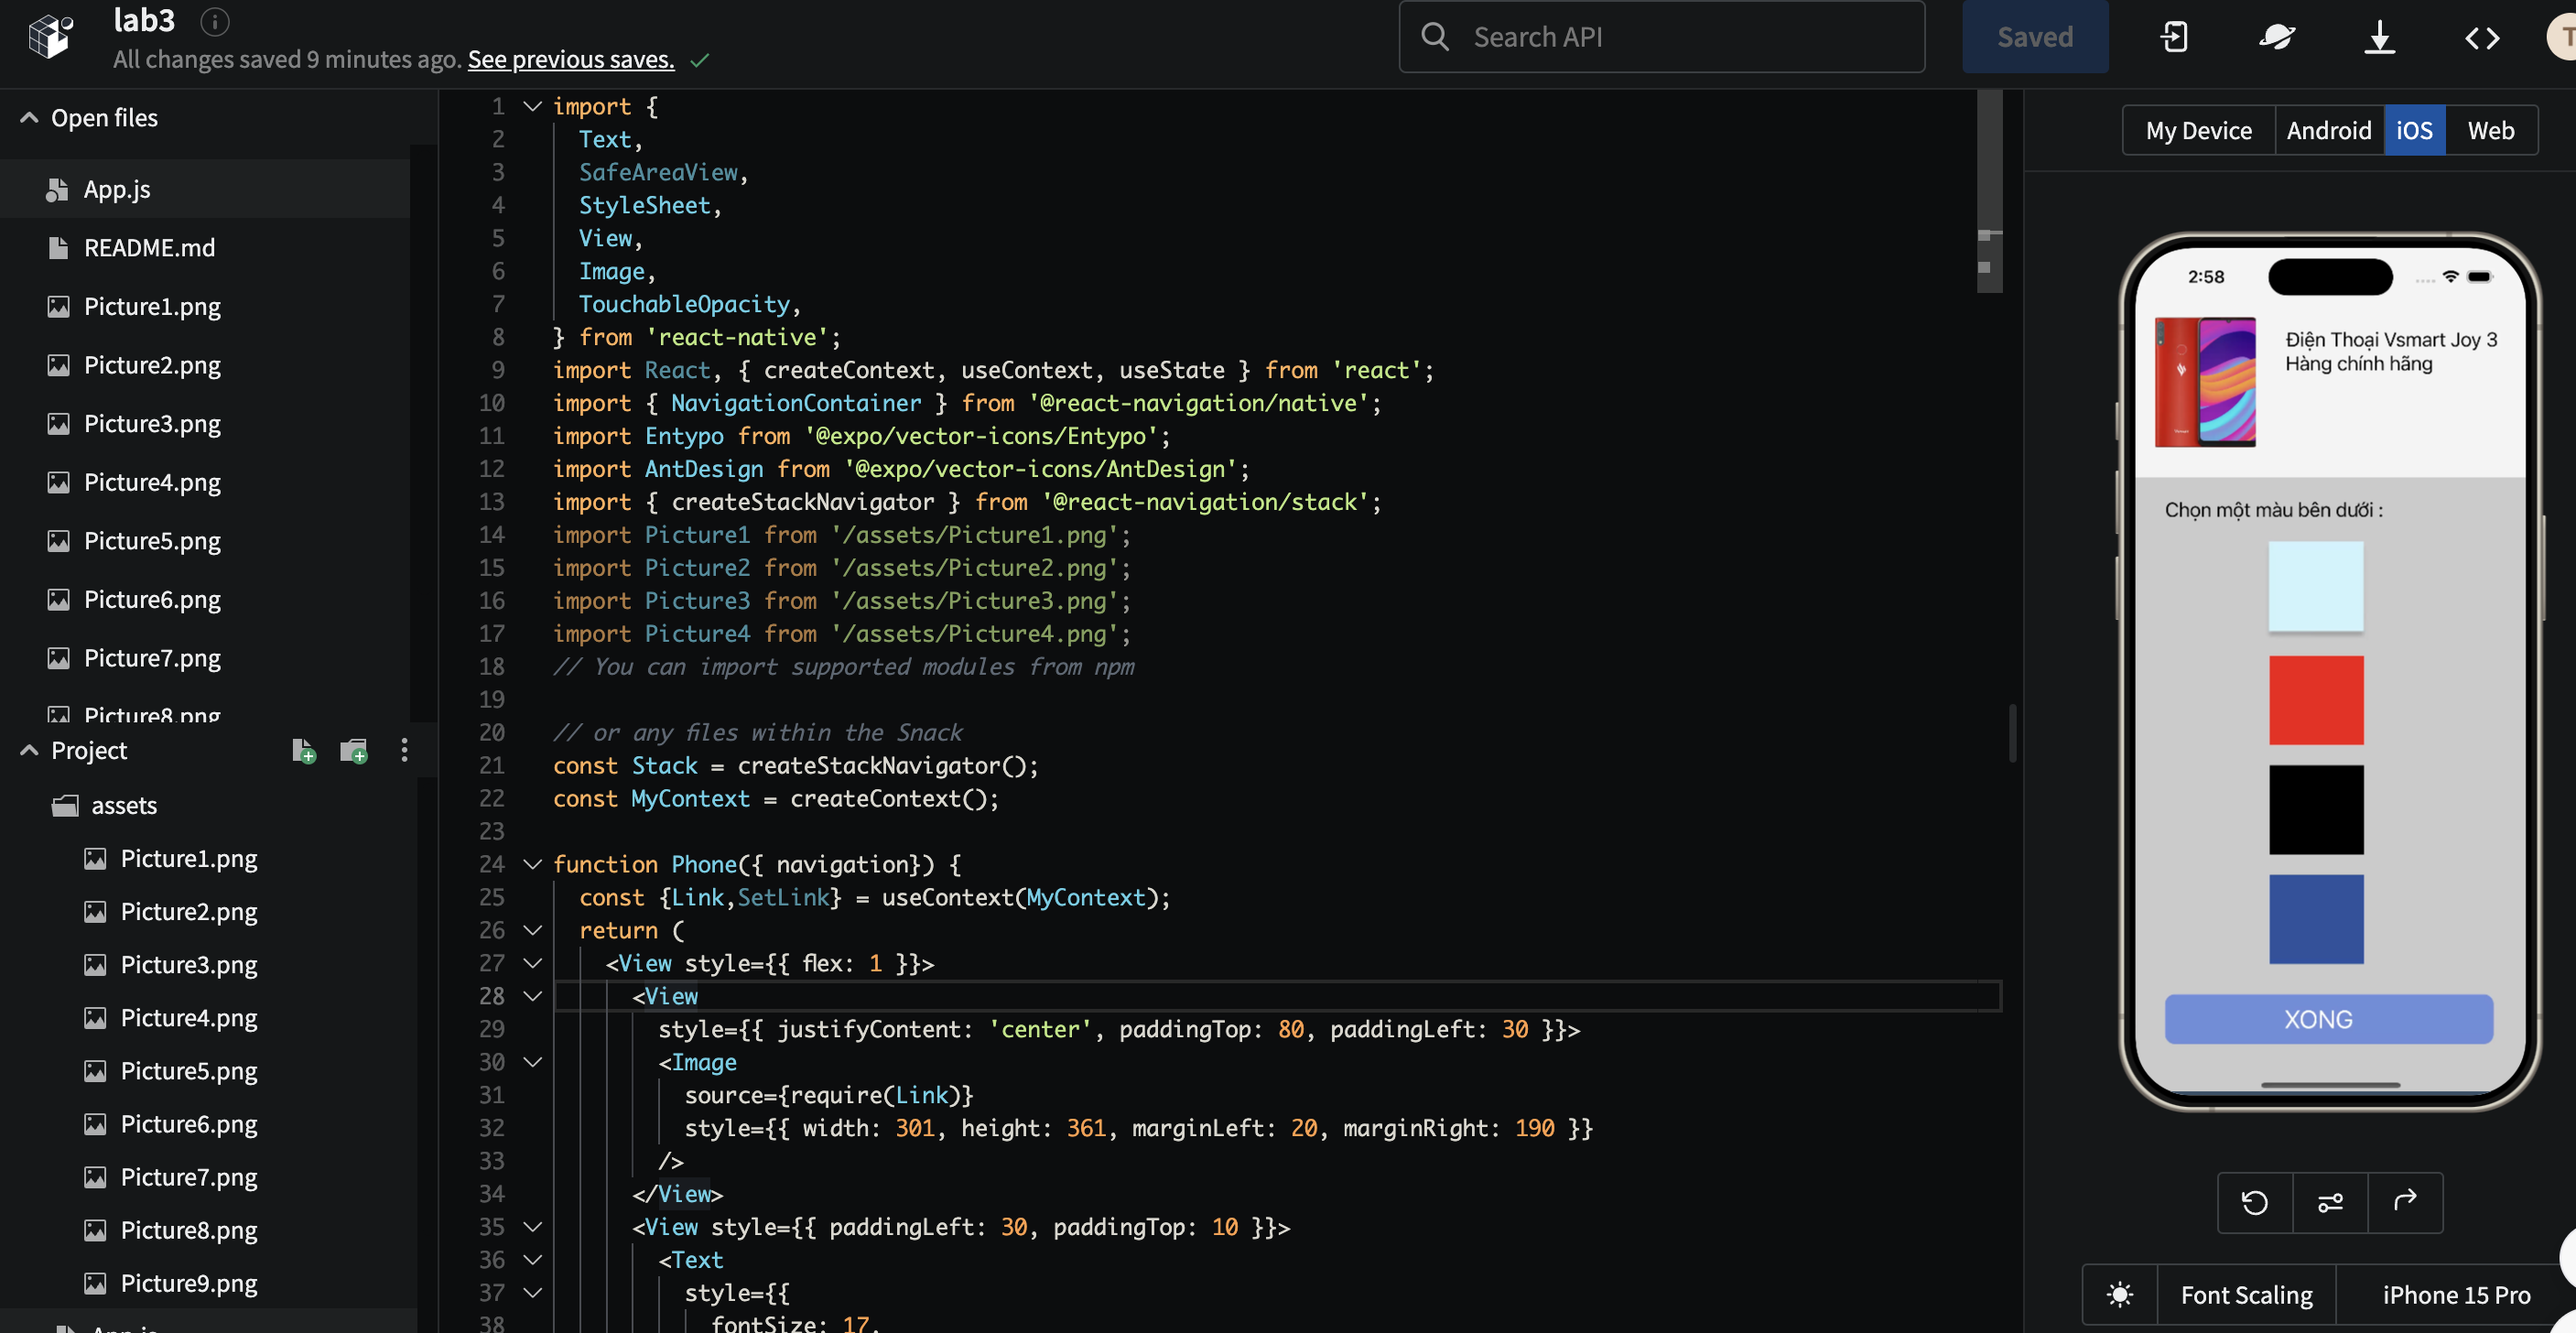 lab3
All changes saved 9 minutes ago. See previous saves.
Search API
Saved
T
Open files
App.js
README.md
Picture1.png
Picture2.png
Picture3.png
Picture4.png
Picture5.png
Picture6.png
Picture7.png
Picture8.png
Project
assets
Picture1.png
Picture2.png
Picture3.png
Picture4.png
Picture5.png
Picture6.png
Picture7.png
Picture8.png
Picture9.png
App.js
1 import {
2 Text,
3 SafeAreaView,
4 StyleSheet,
5 View,
6 Image,
7 TouchableOpacity,
8 } from 'react-native';
9 import React, { createContext, useContext, useState } from 'react';
10 import { NavigationContainer } from '@react-navigation/native';
11 import Entypo from '@expo/vector-icons/Entypo';
12 import AntDesign from '@expo/vector-icons/AntDesign';
13 import { createStackNavigator } from '@react-navigation/stack';
14 import Picture1 from '/assets/Picture1.png';
15 import Picture2 from '/assets/Picture2.png';
16 import Picture3 from '/assets/Picture3.png';
17 import Picture4 from '/assets/Picture4.png';
18 // You can import supported modules from npm
19
20 // or any files within the Snack
21 const Stack = createStackNavigator();
22 const MyContext = createContext();
23
24 function Phone({ navigation}) {
25 const {Link,SetLink} = useContext(MyContext);
26 return (
27 <View style={{ flex: 1 }}>
28 <View
29 style={{ justifyContent: 'center', paddingTop: 80, paddingLeft: 30 }}>
30 <Image
31 source={require(Link)}
32 style={{ width: 301, height: 361, marginLeft: 20, marginRight: 190 }}
33 />
34 </View>
35 <View style={{ paddingLeft: 30, paddingTop: 10 }}>
36 <Text
37 style={{
38 fontSize: 17,
My Device
Android
iOS
Web
2:58
Điện Thoại Vsmart Joy 3
Hàng chính hãng
Chọn một màu bên dưới :
XONG
Font Scaling
iPhone 15 Pro